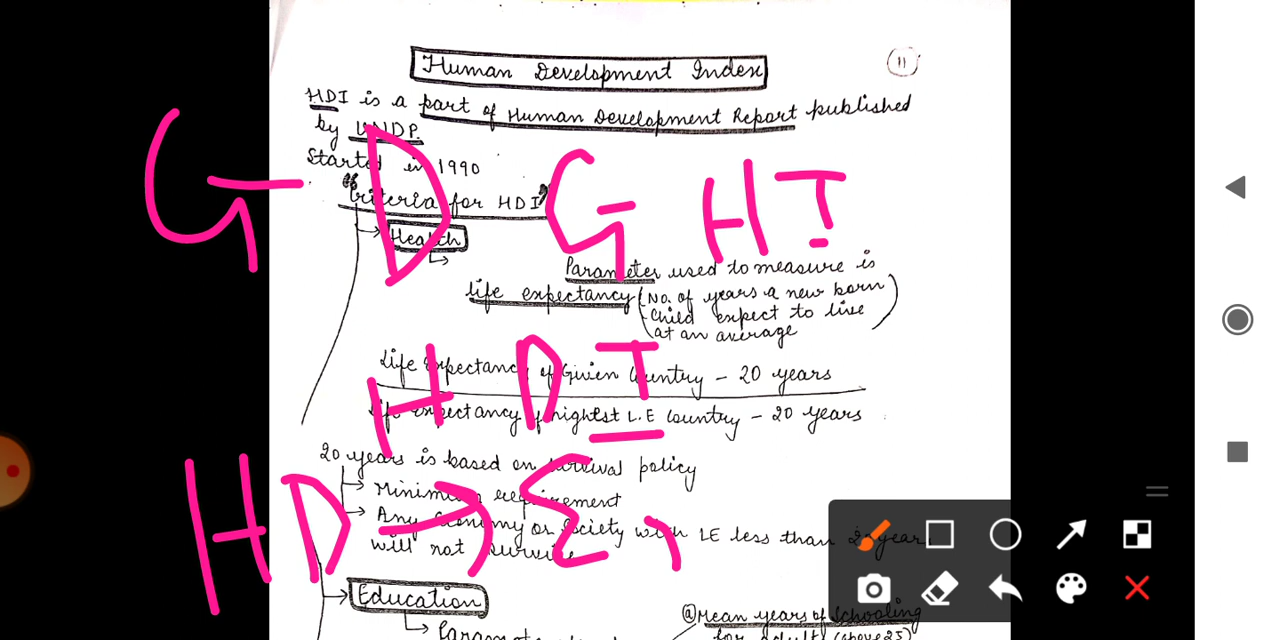 Human Development Index
11
HDI is a part of Human Development Report published
by UNDP.
Started in 1990
"Criteria for HDI"
Health
Parameter used to measure is
life expectancy (No. of years a new born
child expect to live
at an average)
Life Expectancy of Given Country - 20 years
Life expectancy of highest L.E Country - 20 years
20 years is based on survival policy
Minimum requirement
Any Economy or Society with LE less than 20 years
will not survive
Education
@Mean years of Schooling
for adult (above 25)
G D G H I
H D I
H D → E,